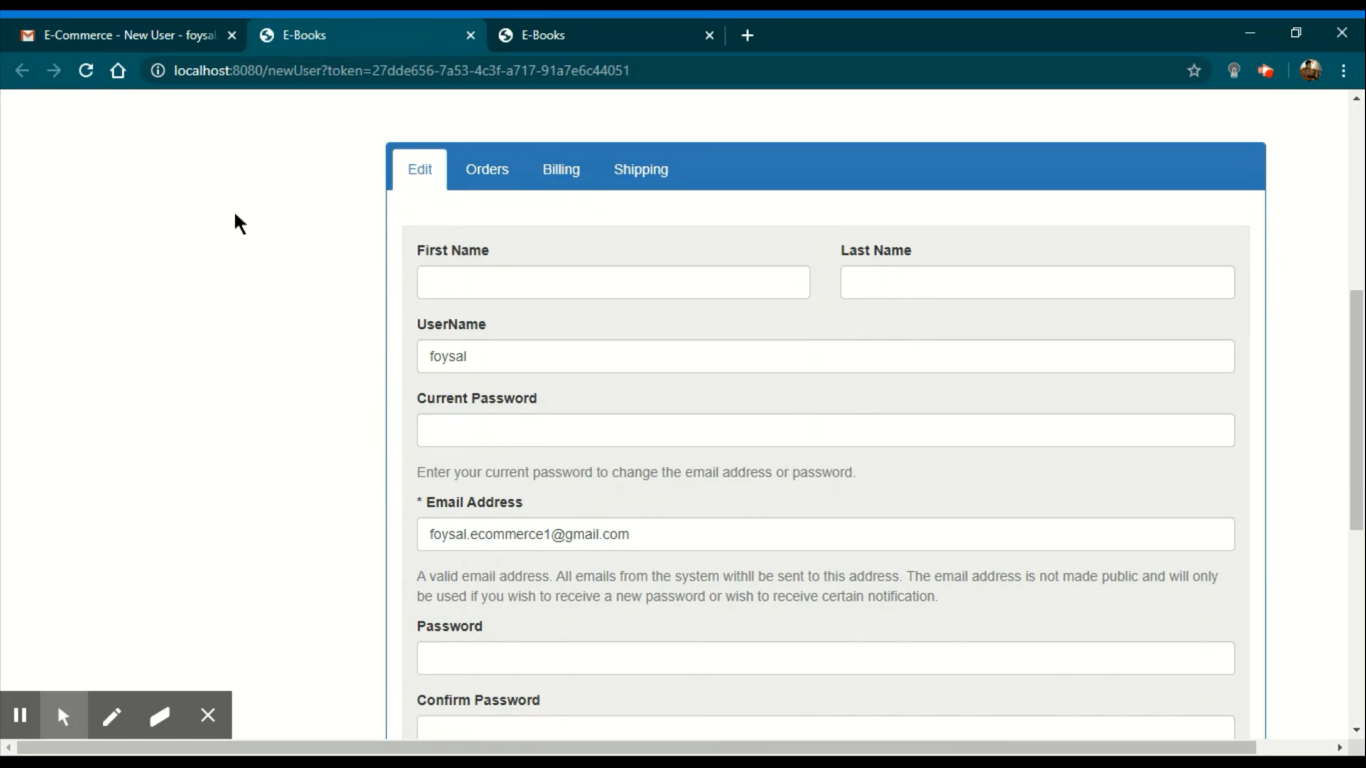 E-Commerce - New User - foysal
E-Books
E-Books
localhost:8080/newUser?token=27dde656-7a53-4c3f-a717-91a7e6c44051
Edit
Orders
Billing
Shipping
First Name
Last Name
UserName
foysal
Current Password
Enter your current password to change the email address or password.
* Email Address
foysal.ecommerce1@gmail.com
A valid email address. All emails from the system withll be sent to this address. The email address is not made public and will only
be used if you wish to receive a new password or wish to receive certain notification.
Password
Confirm Password